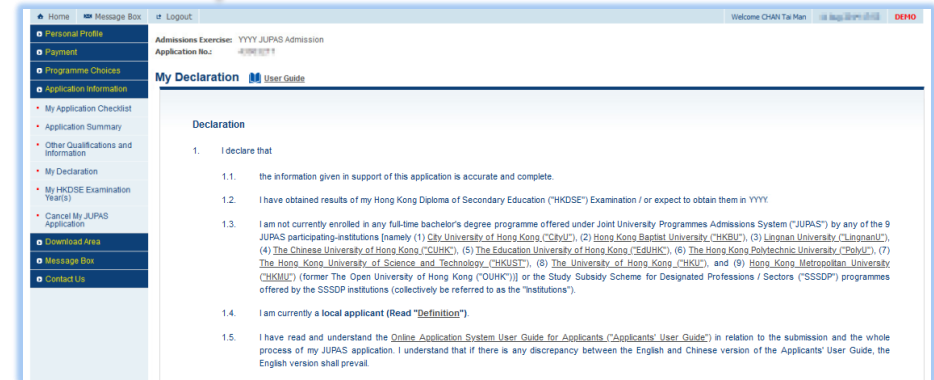 Home Message Box Logout Welcome CHAN Tai Man DEMO
Personal Profile
Payment
Programme Choices
Application Information
My Application Checklist
Application Summary
Other Qualifications and
Information
My Declaration
My HKDSE Examination
Year(s)
Cancel My JUPAS
Application
Download Area
Message Box
Contact Us
Admissions Exercise: YYYY JUPAS Admission
Application No.:
My Declaration User Guide
Declaration
1. I declare that
1.1. the information given in support of this application is accurate and complete.
1.2. I have obtained results of my Hong Kong Diploma of Secondary Education ("HKDSE") Examination / or expect to obtain them in YYYY.
1.3. I am not currently enrolled in any full-time bachelor's degree programme offered under Joint University Programmes Admissions System ("JUPAS") by any of the 9
JUPAS participating-institutions [namely (1) City University of Hong Kong ("CityU"), (2) Hong Kong Baptist University ("HKBU"), (3) Lingnan University ("LingnanU"),
(4) The Chinese University of Hong Kong ("CUHK"), (5) The Education University of Hong Kong ("EdUHK"), (6) The Hong Kong Polytechnic University ("PolyU"), (7)
The Hong Kong University of Science and Technology ("HKUST"), (8) The University of Hong Kong ("HKU"), and (9) Hong Kong Metropolitan University
("HKMU") (former The Open University of Hong Kong ("OUHK"))] or the Study Subsidy Scheme for Designated Professions / Sectors ("SSSDP") programmes
offered by the SSSDP institutions (collectively be referred to as the "Institutions").
1.4. I am currently a local applicant (Read "Definition").
1.5. I have read and understand the Online Application System User Guide for Applicants ("Applicants' User Guide") in relation to the submission and the whole
process of my JUPAS application. I understand that if there is any discrepancy between the English and Chinese version of the Applicants' User Guide, the
English version shall prevail.